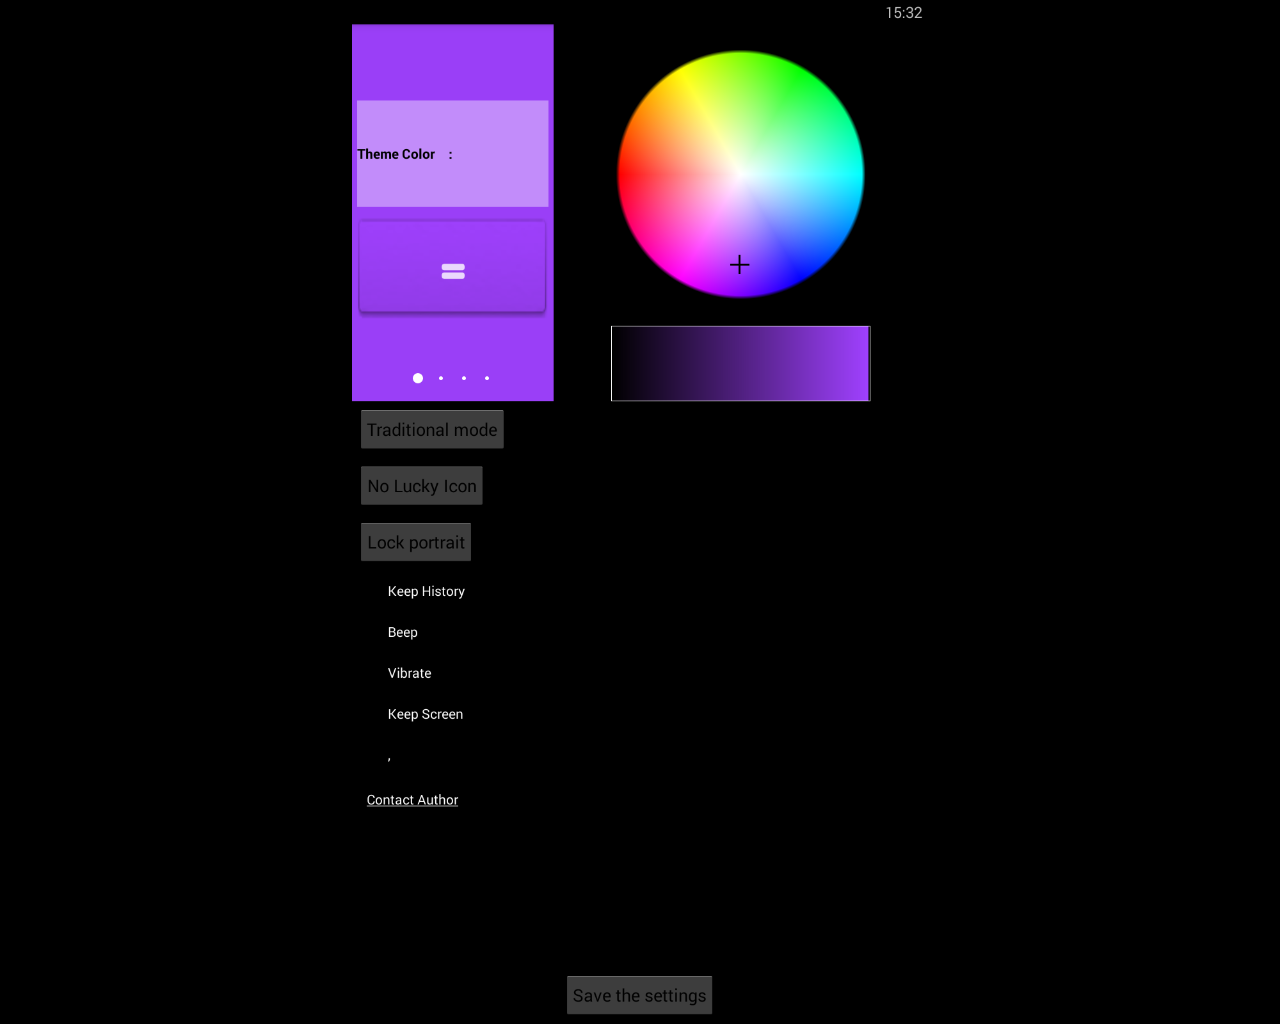 15:32
Theme Color :
=
Traditional mode
No Lucky Icon
Lock portrait
Keep History
Beep
Vibrate
Keep Screen
,
Contact Author
Save the settings